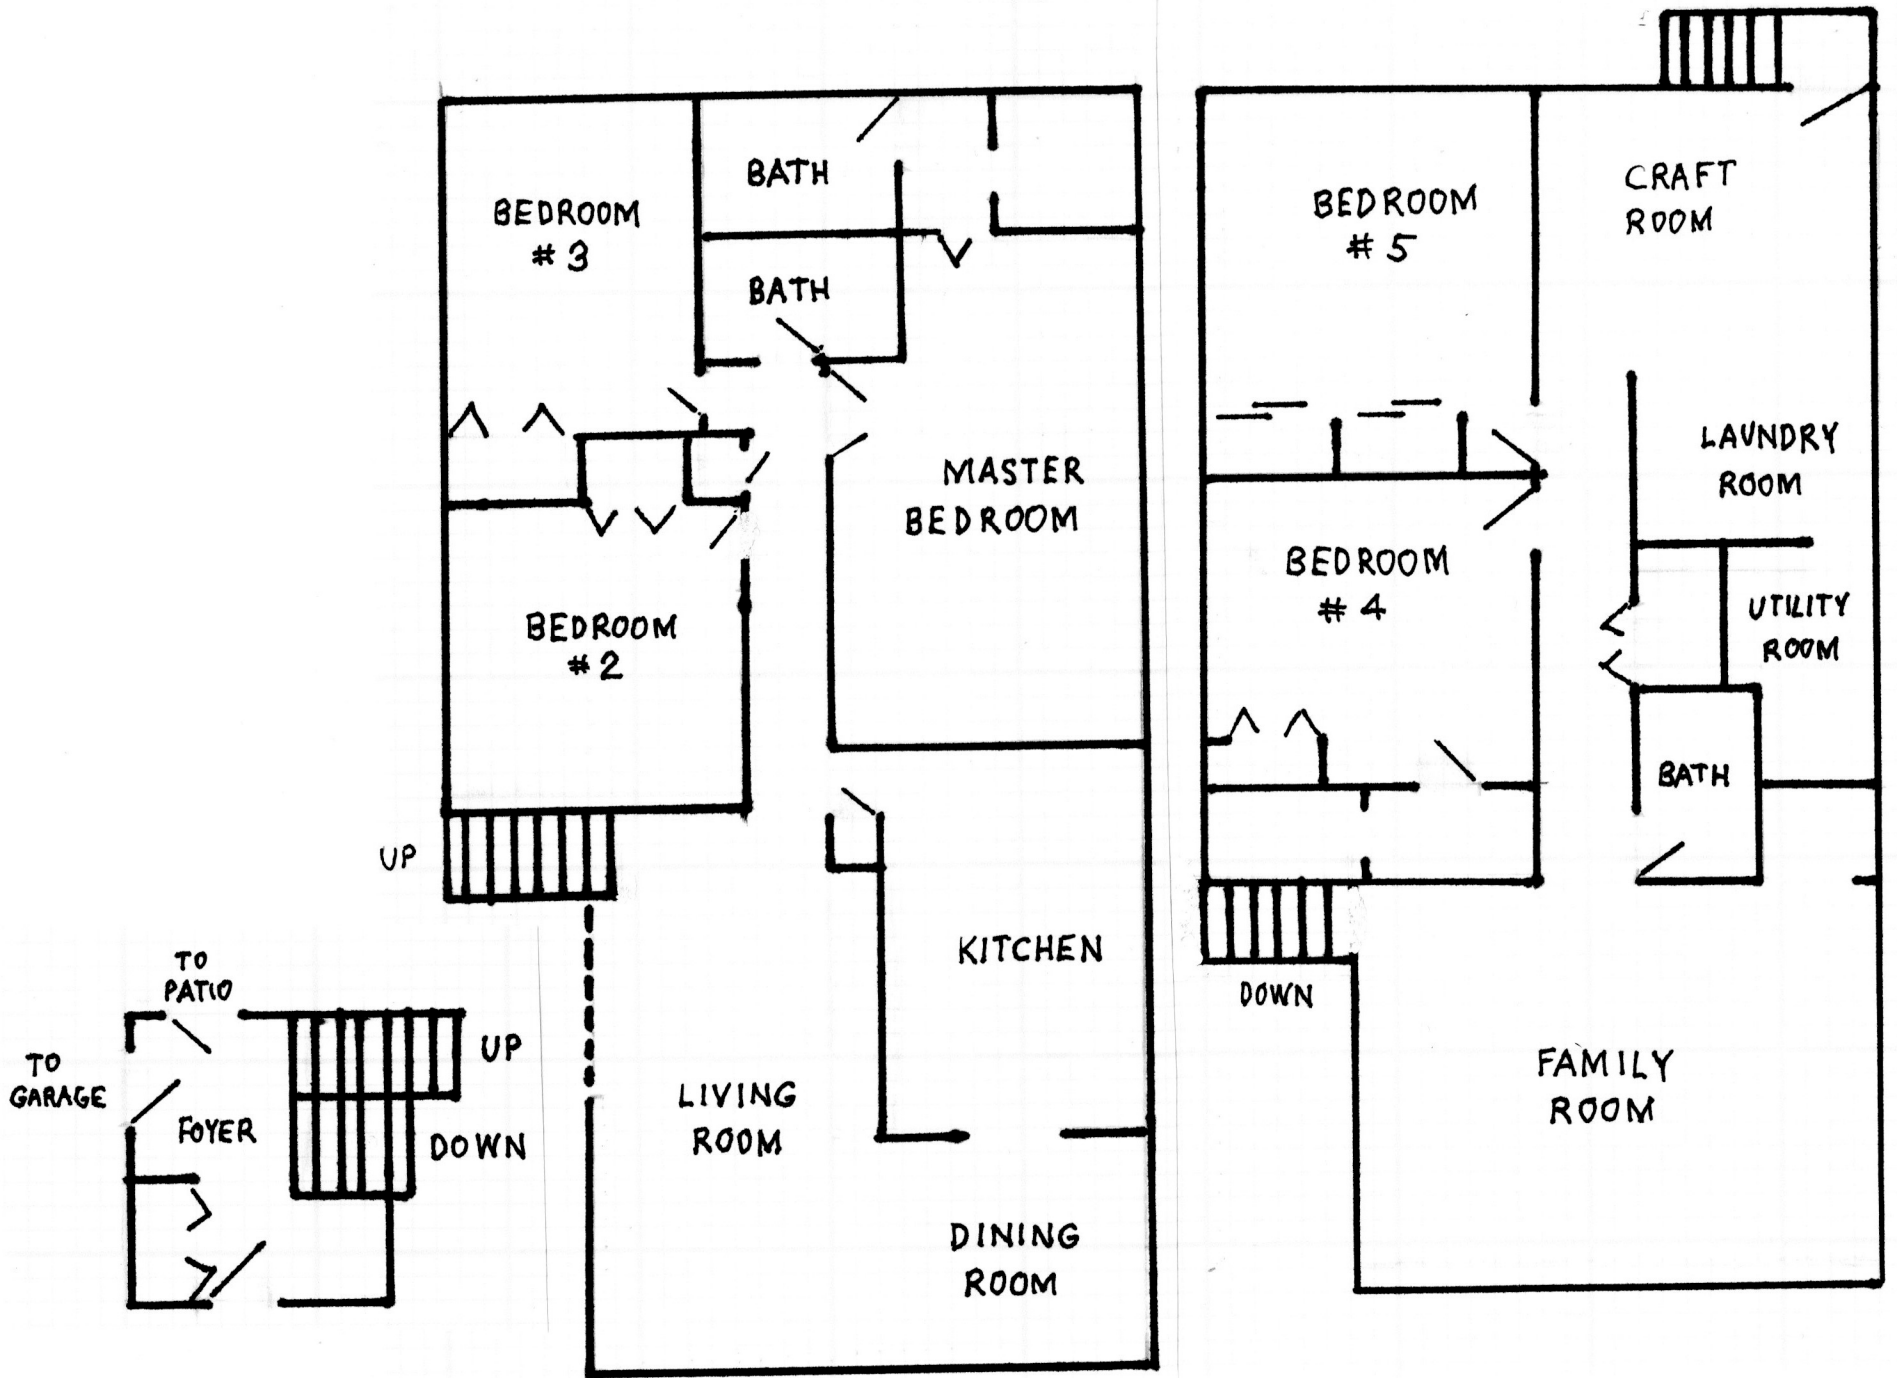 BATH
BEDROOM
# 3
BATH
MASTER
BEDROOM
BEDROOM
# 2
UP
KITCHEN
LIVING
ROOM
DINING
ROOM
TO
PATIO
TO
GARAGE
FOYER
UP
DOWN
BEDROOM
# 5
CRAFT
ROOM
LAUNDRY
ROOM
BEDROOM
# 4
UTILITY
ROOM
BATH
DOWN
FAMILY
ROOM